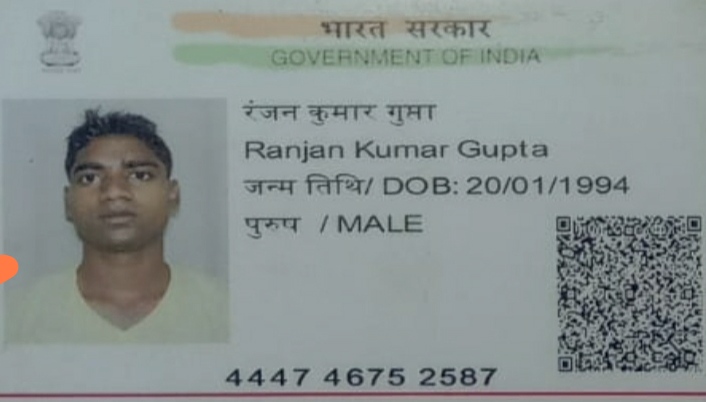 भारत सरकार
GOVERNMENT OF INDIA
रंजन कुमार गुप्ता
Ranjan Kumar Gupta
जन्म तिथि/ DOB: 20/01/1994
पुरुष / MALE
4447 4675 2587